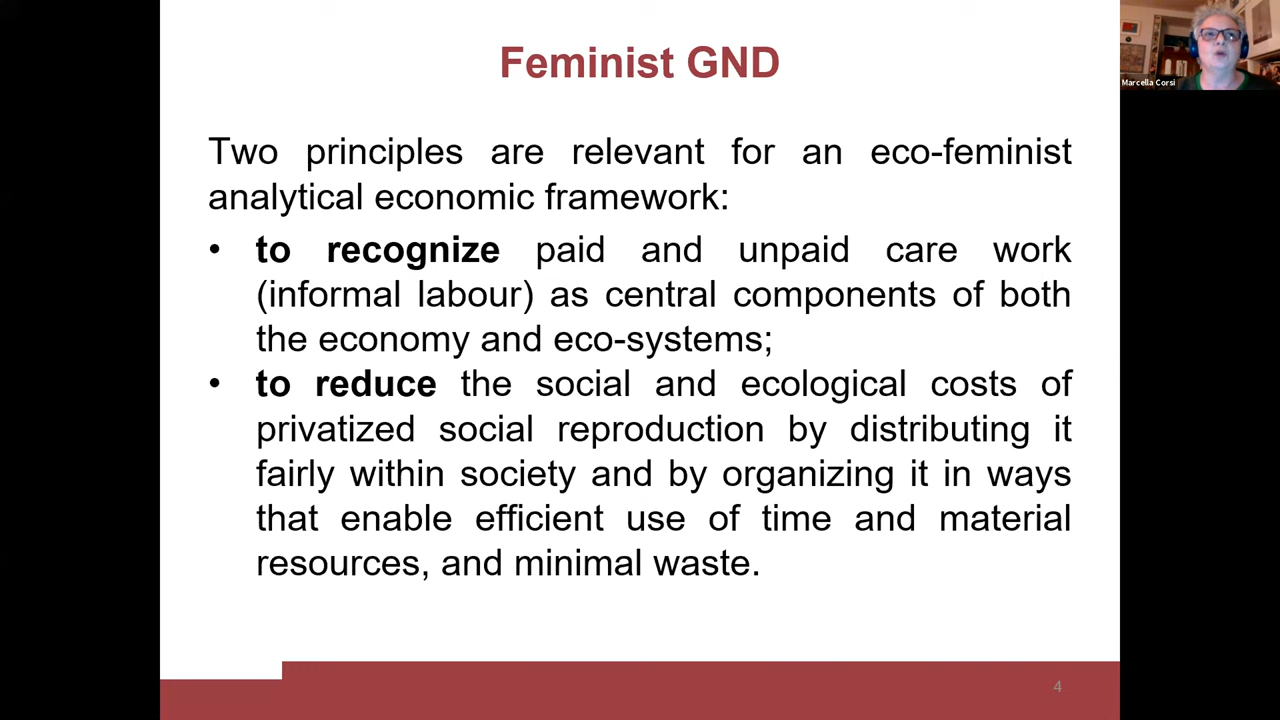 Feminist GND
Marcella Corsi
Two principles are relevant for an eco-feminist
analytical economic framework:
• to recognize paid and unpaid care work
(informal labour) as central components of both
the economy and eco-systems;
• to reduce the social and ecological costs of
privatized social reproduction by distributing it
fairly within society and by organizing it in ways
that enable efficient use of time and material
resources, and minimal waste.
4